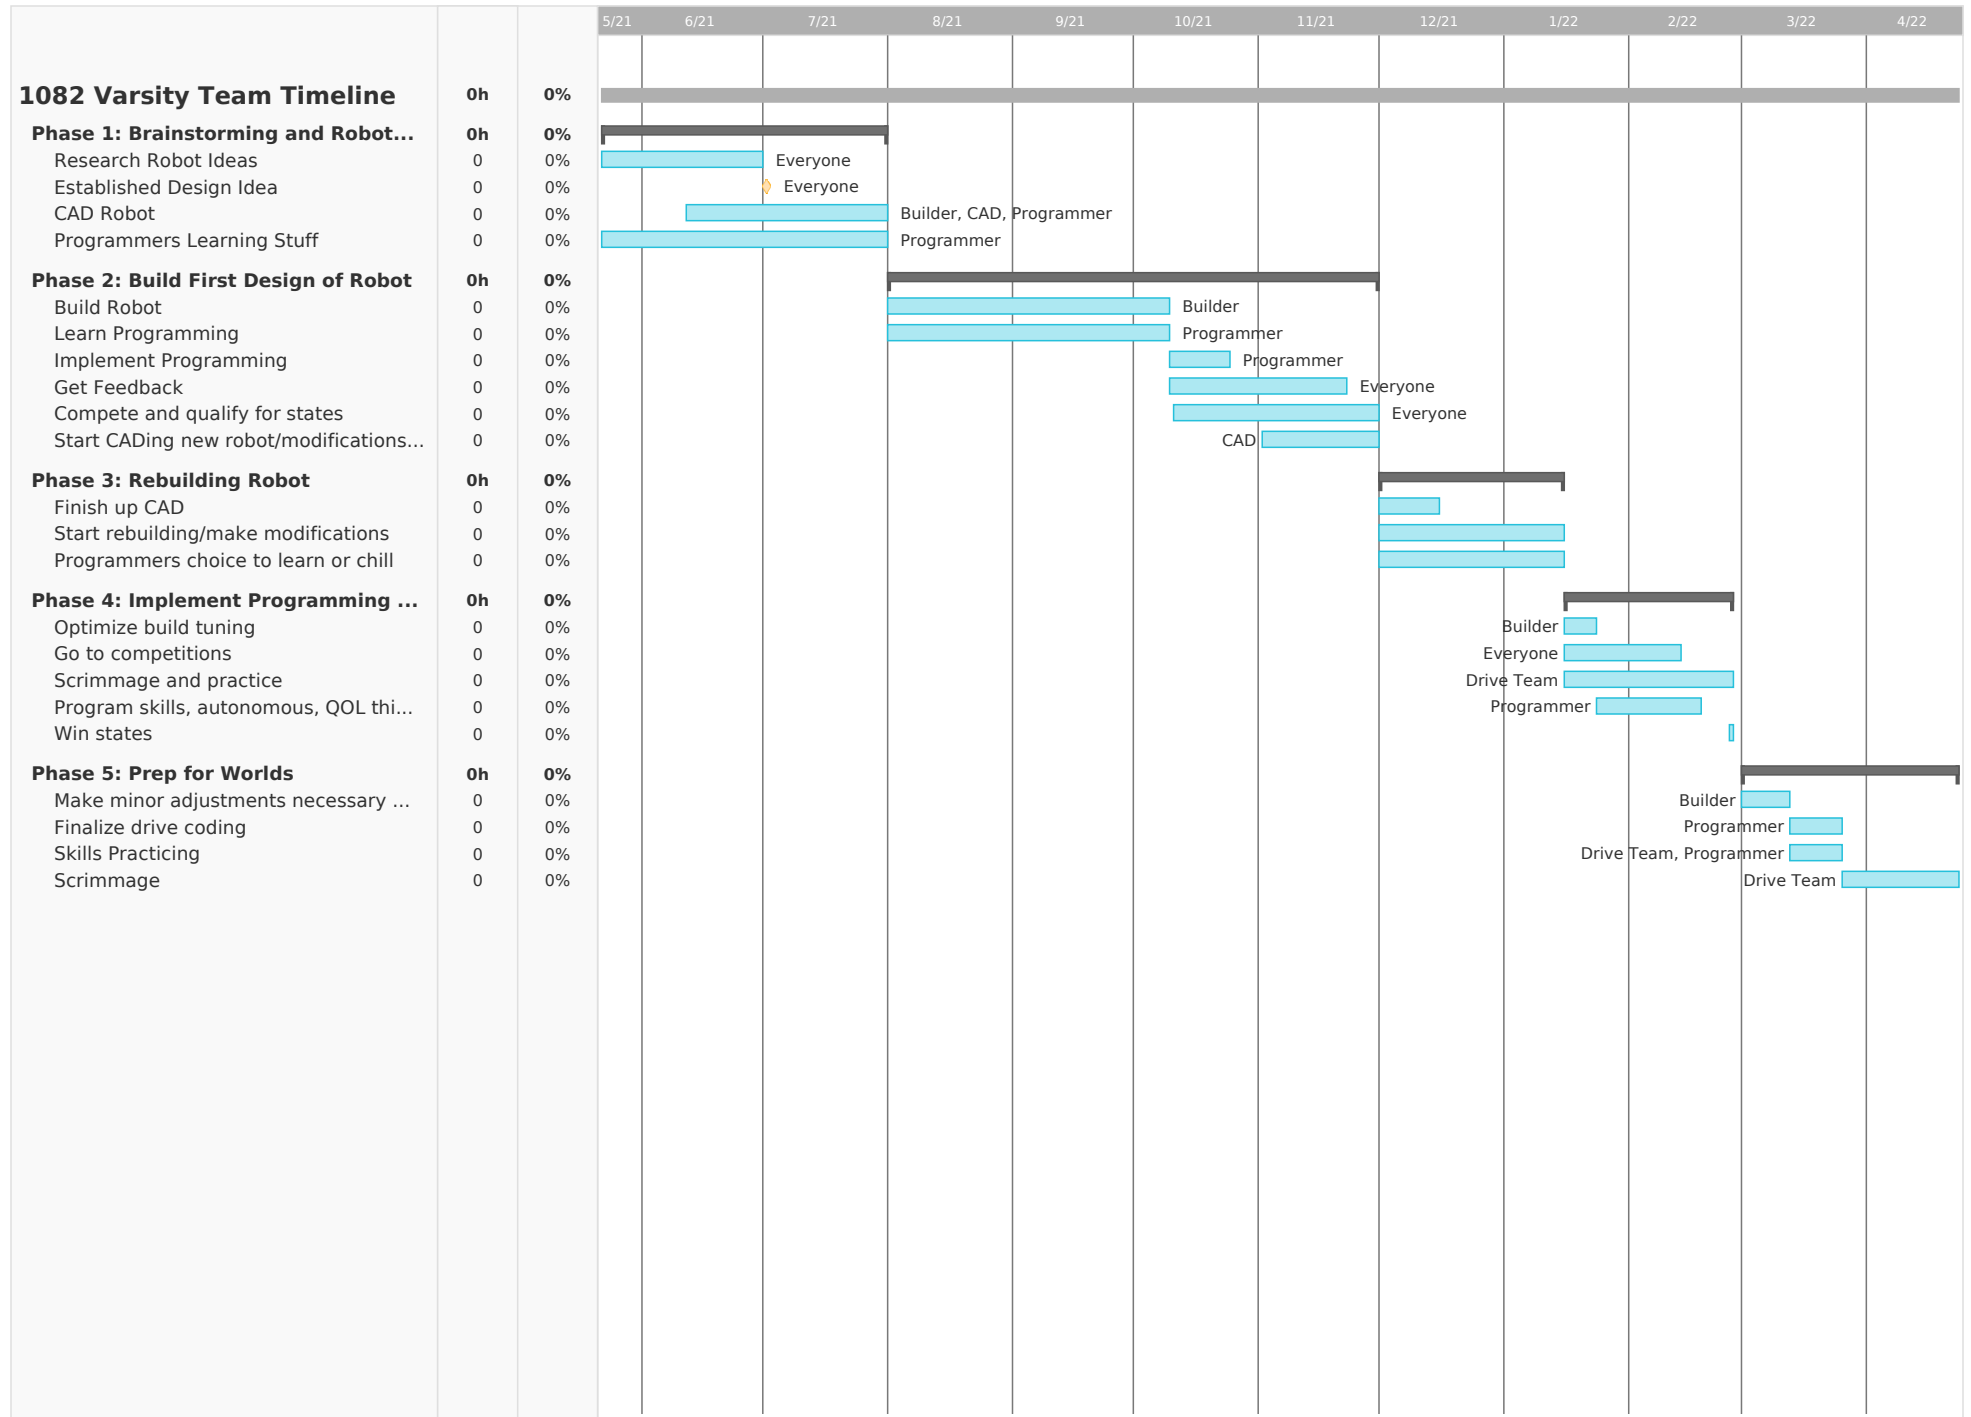 5/21 6/21 7/21 8/21 9/21 10/21 11/21 12/21 1/22 2/22 3/22 4/22
1082 Varsity Team Timeline 0h 0%
Phase 1: Brainstorming and Robot... 0h 0%
Research Robot Ideas 0 0% Everyone
Established Design Idea 0 0% Everyone
CAD Robot 0 0% Builder, CAD, Programmer
Programmers Learning Stuff 0 0% Programmer
Phase 2: Build First Design of Robot 0h 0%
Build Robot 0 0% Builder
Learn Programming 0 0% Programmer
Implement Programming 0 0% Programmer
Get Feedback 0 0% Everyone
Compete and qualify for states 0 0% Everyone
Start CADing new robot/modifications... 0 0% CAD
Phase 3: Rebuilding Robot 0h 0%
Finish up CAD 0 0%
Start rebuilding/make modifications 0 0%
Programmers choice to learn or chill 0 0%
Phase 4: Implement Programming ... 0h 0%
Optimize build tuning 0 0% Builder
Go to competitions 0 0% Everyone
Scrimmage and practice 0 0% Drive Team
Program skills, autonomous, QOL thi... 0 0% Programmer
Win states 0 0%
Phase 5: Prep for Worlds 0h 0%
Make minor adjustments necessary ... 0 0% Builder
Finalize drive coding 0 0% Programmer
Skills Practicing 0 0% Drive Team, Programmer
Scrimmage 0 0% Drive Team